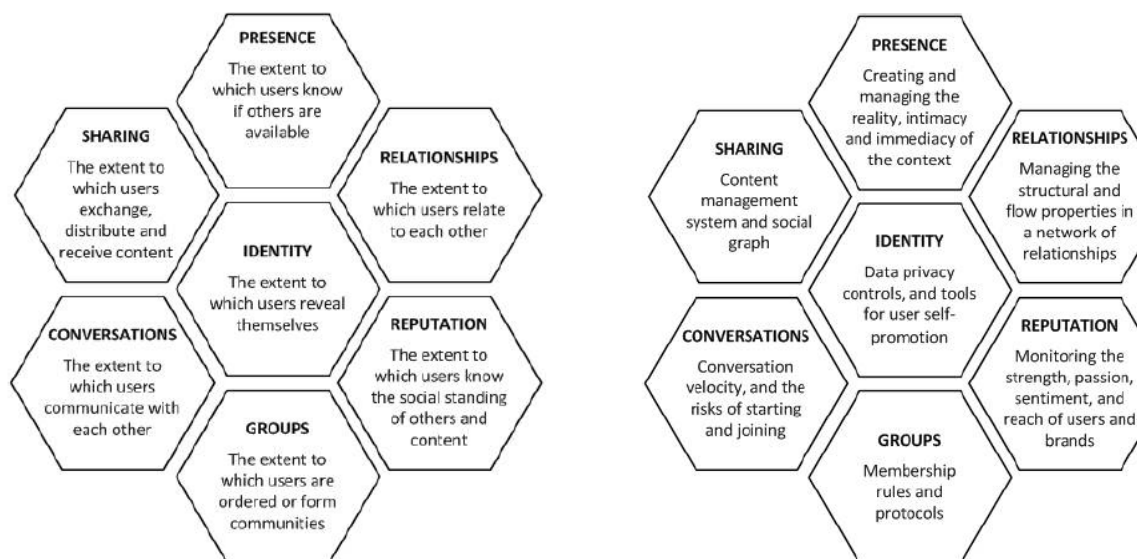 PRESENCE
The extent to
which users know
if others are
available
SHARING
The extent to
which users
exchange,
distribute and
receive content
RELATIONSHIPS
The extent to
which users relate
to each other
IDENTITY
The extent to
which users reveal
themselves
CONVERSATIONS
The extent to
which users
communicate with
each other
REPUTATION
The extent to
which users know
the social standing
of others and
content
GROUPS
The extent to
which users are
ordered or form
communities
PRESENCE
Creating and
managing the
reality, intimacy
and immediacy of
the context
SHARING
Content
management
system and social
graph
RELATIONSHIPS
Managing the
structural and
flow properties in
a network of
relationships
IDENTITY
Data privacy
controls, and tools
for user self-
promotion
CONVERSATIONS
Conversation
velocity, and the
risks of starting
and joining
REPUTATION
Monitoring the
strength, passion,
sentiment, and
reach of users and
brands
GROUPS
Membership
rules and
protocols